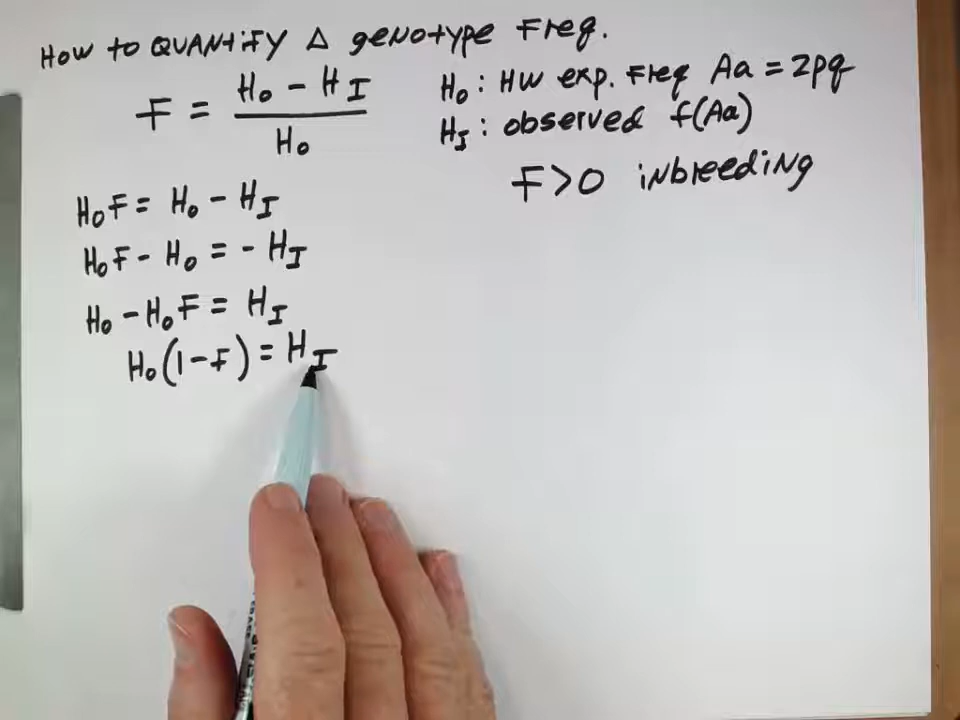 How to QUANtiFY Δ genotype Freq.
F = (H₀ - H_I) / H₀
H₀ : HW exp. Freq Aa = 2pq
H_I : observed f(Aa)
F > 0 inbreeding
H₀F = H₀ - H_I
H₀F - H₀ = - H_I
H₀ - H₀F = H_I
H₀(1-F) = H_I